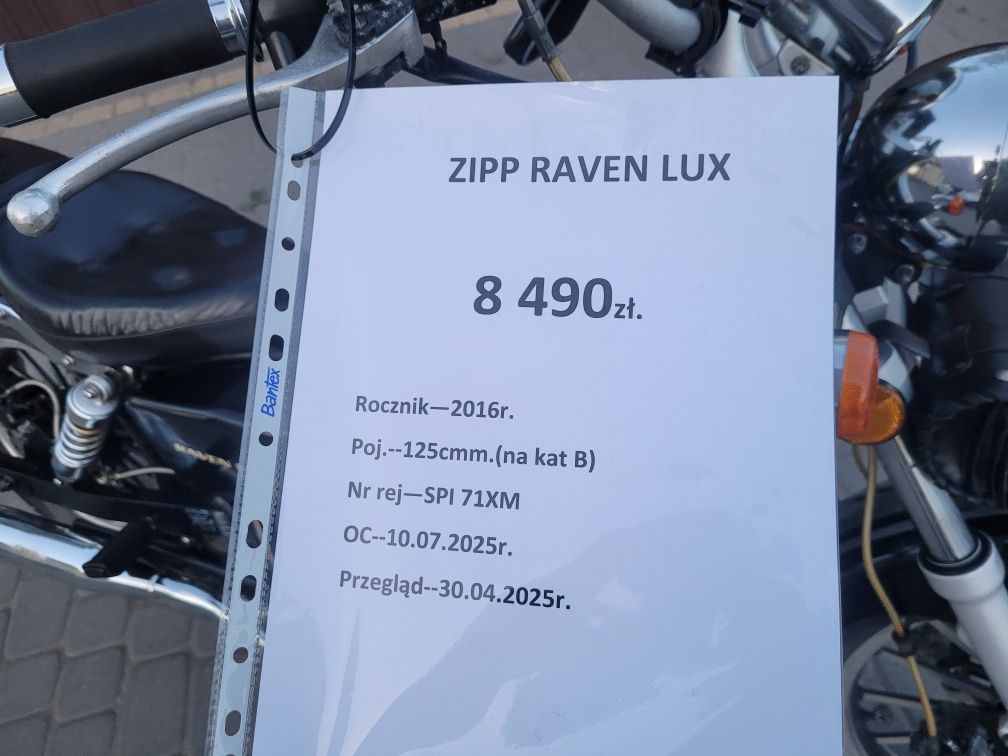 ZIPP RAVEN LUX
8 490zł.
Bantex
Rocznik—2016r.
Poj.--125cmm.(na kat B)
Nr rej—SPI 71XM
OC--10.07.2025r.
Przegląd--30.04.2025r.
RAVEN